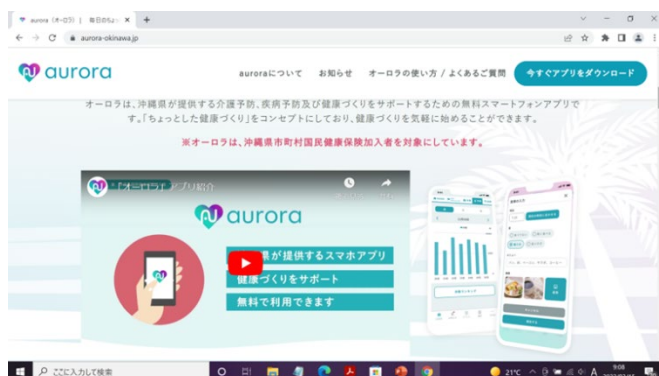 aurora (オーロラ) | 毎日のちょっ
aurora-okinawa.jp
aurora
auroraについて お知らせ オーロラの使い方 / よくあるご質問 今すぐアプリをダウンロード
オーロラは、沖縄県が提供する介護予防、疾病予防及び健康づくりをサポートするための無料スマートフォンアプリで
す。「ちょっとした健康づくり」をコンセプトにしており、健康づくりを気軽に始めることができます。
※オーロラは、沖縄県市町村国民健康保険加入者を対象にしています。
「オーロラ」アプリ紹介
aurora
県が提供するスマホアプリ
健康づくりをサポート
無料で利用できます
ここに入力して検索
21℃
A
9:08